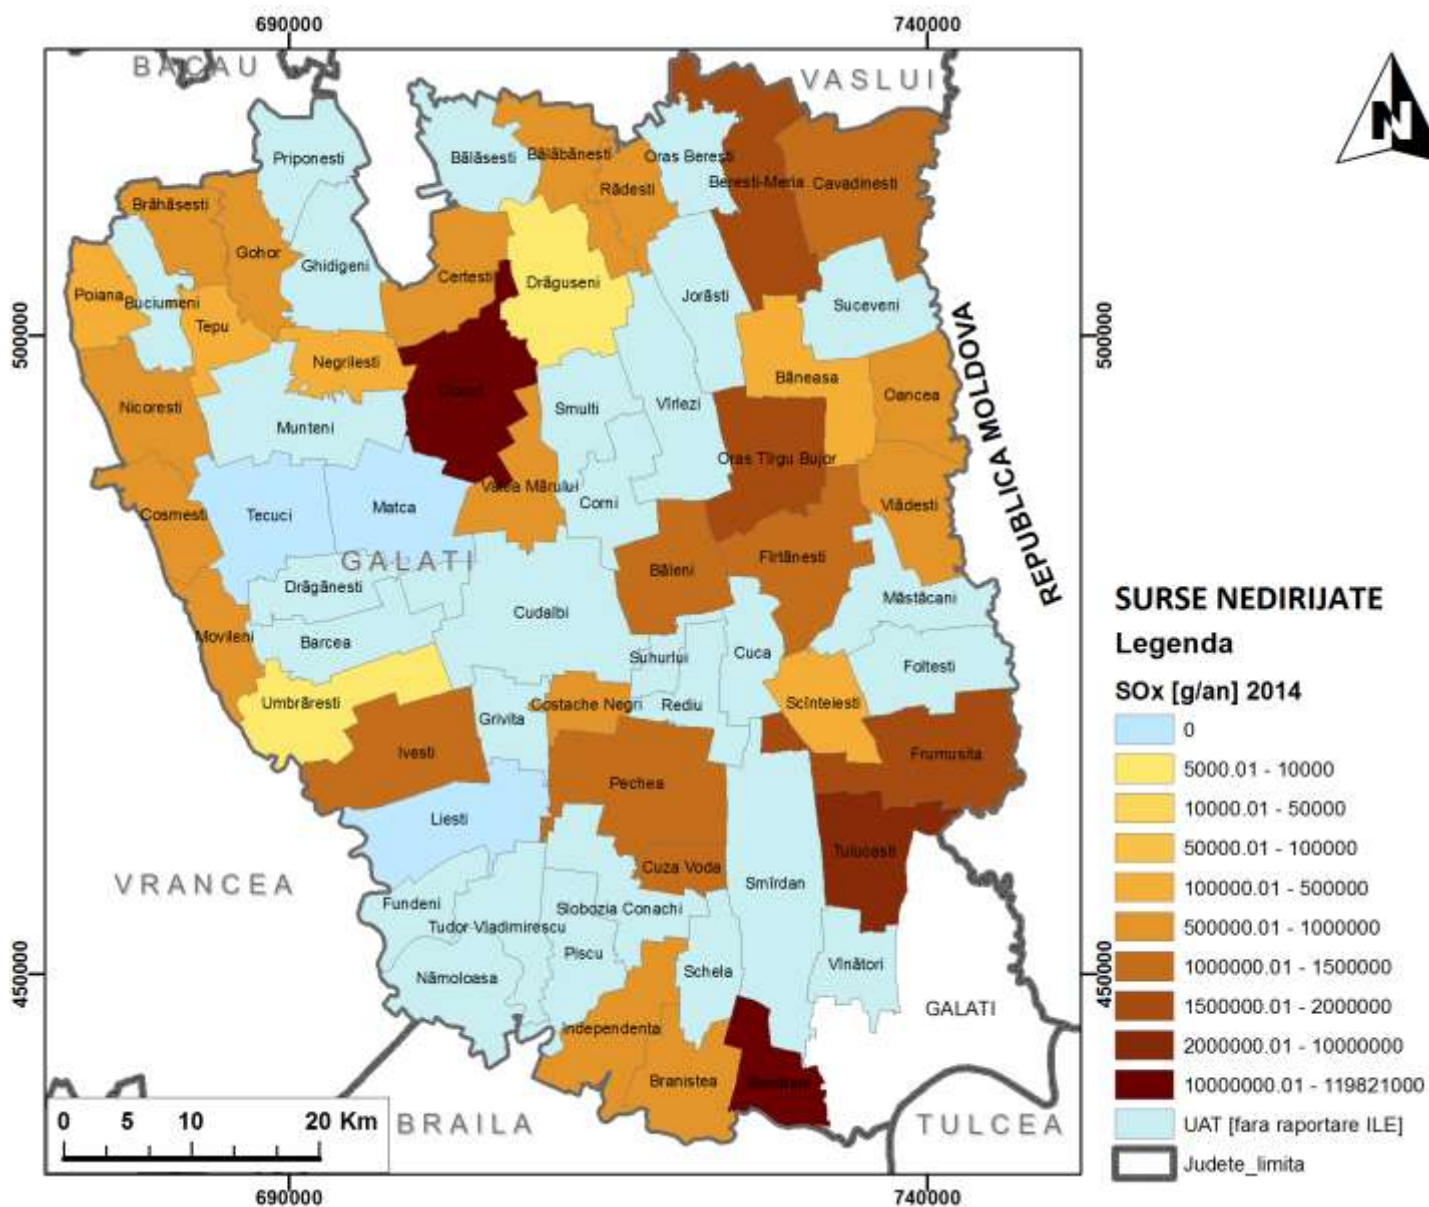 690000
740000
BACAU
VASLUI
N
Priponesti
Bălăsesti
Bălăbănesti
Oras Beresti
Rădesti
Beresti-Meria
Cavadinesti
Brăhăsesti
Gohor
Ghidigeni
Certesti
Drăguseni
Poiana
Buciumeni
Jorăsti
Suceveni
Tepu
500000
500000
Negrilesti
Băneasa
Oancea
Nicoresti
Smulti
Vîrlezi
Munteni
Oras Tîrgu Bujor
REPUBLICA MOLDOVA
Valea Mărului
Corni
Vlădesti
Cosmesti
Tecuci
Matca
GALATI
Băleni
Fîrtănesti
Drăgănesti
Cudalbi
Măstăcani
Movileni
Barcea
Suhurlui
Cuca
Foltesti
Umbrăresti
Grivita
Costache Negri
Rediu
Scîntelesti
Ivesti
Frumusita
Pechea
Liesti
Tulucesti
Cuza Voda
VRANCEA
Smîrdan
Fundeni
Slobozia Conachi
Tudor Vladimirescu
Piscu
Schela
Vînători
Nămoloasa
450000
450000
GALATI
Independenta
Branistea
0 5 10 20 Km
BRAILA
TULCEA
690000
740000
SURSE NEDIRIJATE
Legenda
SOx [g/an] 2014
0
5000.01 - 10000
10000.01 - 50000
50000.01 - 100000
100000.01 - 500000
500000.01 - 1000000
1000000.01 - 1500000
1500000.01 - 2000000
2000000.01 - 10000000
10000000.01 - 119821000
UAT [fara raportare ILE]
Judete_limita